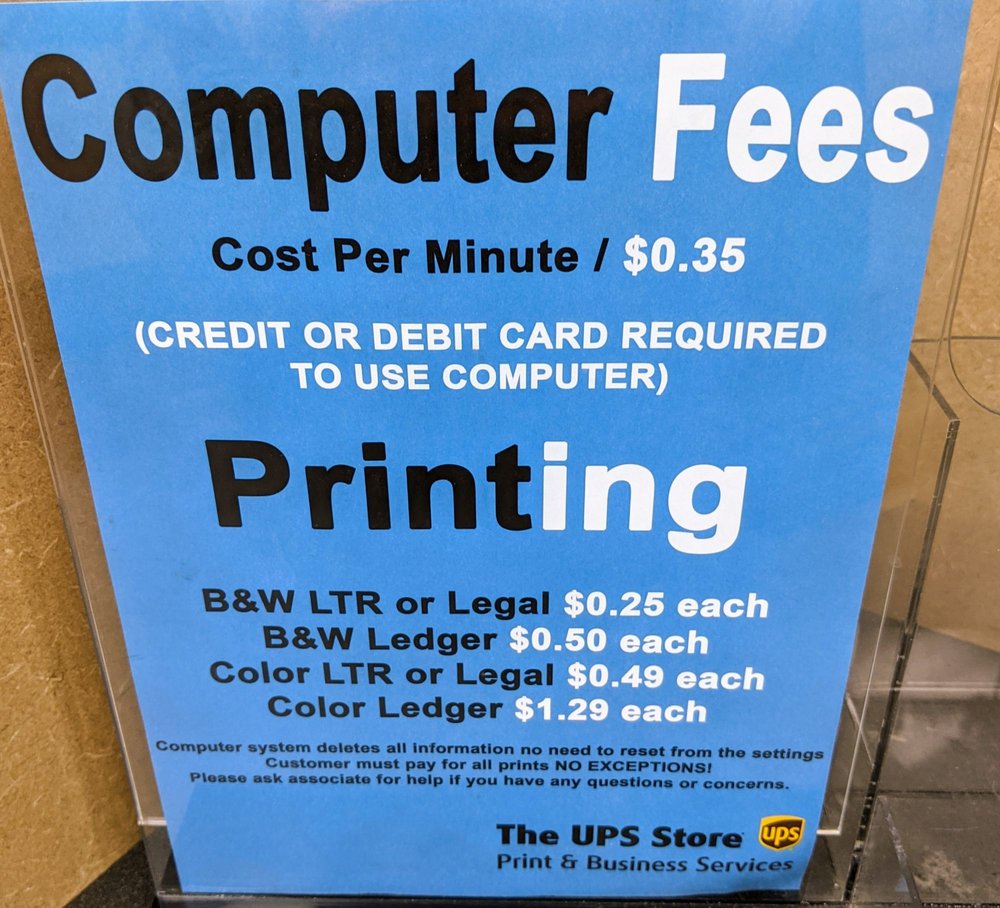 Computer Fees
Cost Per Minute / $0.35
(CREDIT OR DEBIT CARD REQUIRED
TO USE COMPUTER)
Printing
B&W LTR or Legal $0.25 each
B&W Ledger $0.50 each
Color LTR or Legal $0.49 each
Color Ledger $1.29 each
Computer system deletes all information no need to reset from the settings
Customer must pay for all prints NO EXCEPTIONS!
Please ask associate for help if you have any questions or concerns.
The UPS Store ups
Print & Business Services